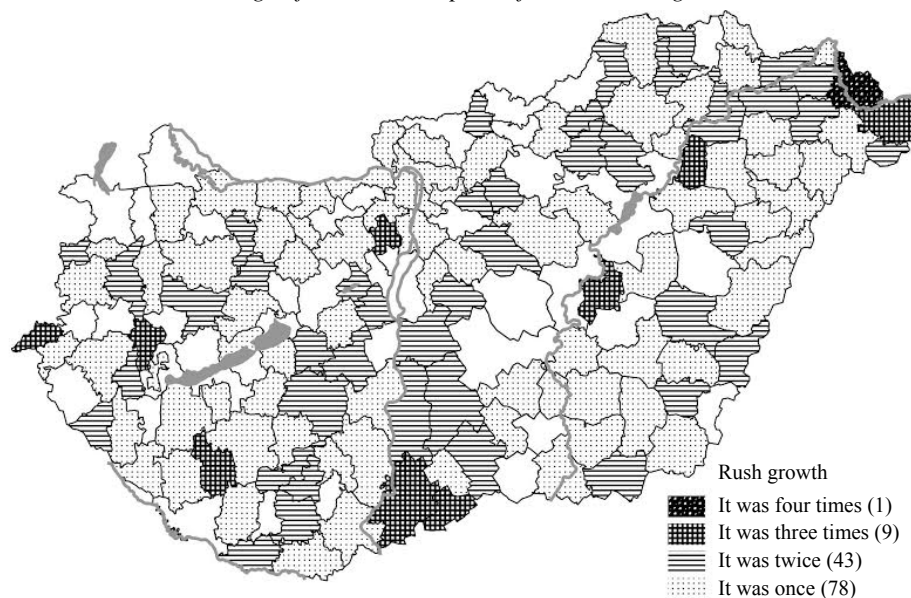 Rush growth
It was four times (1)
It was three times (9)
It was twice (43)
It was once (78)